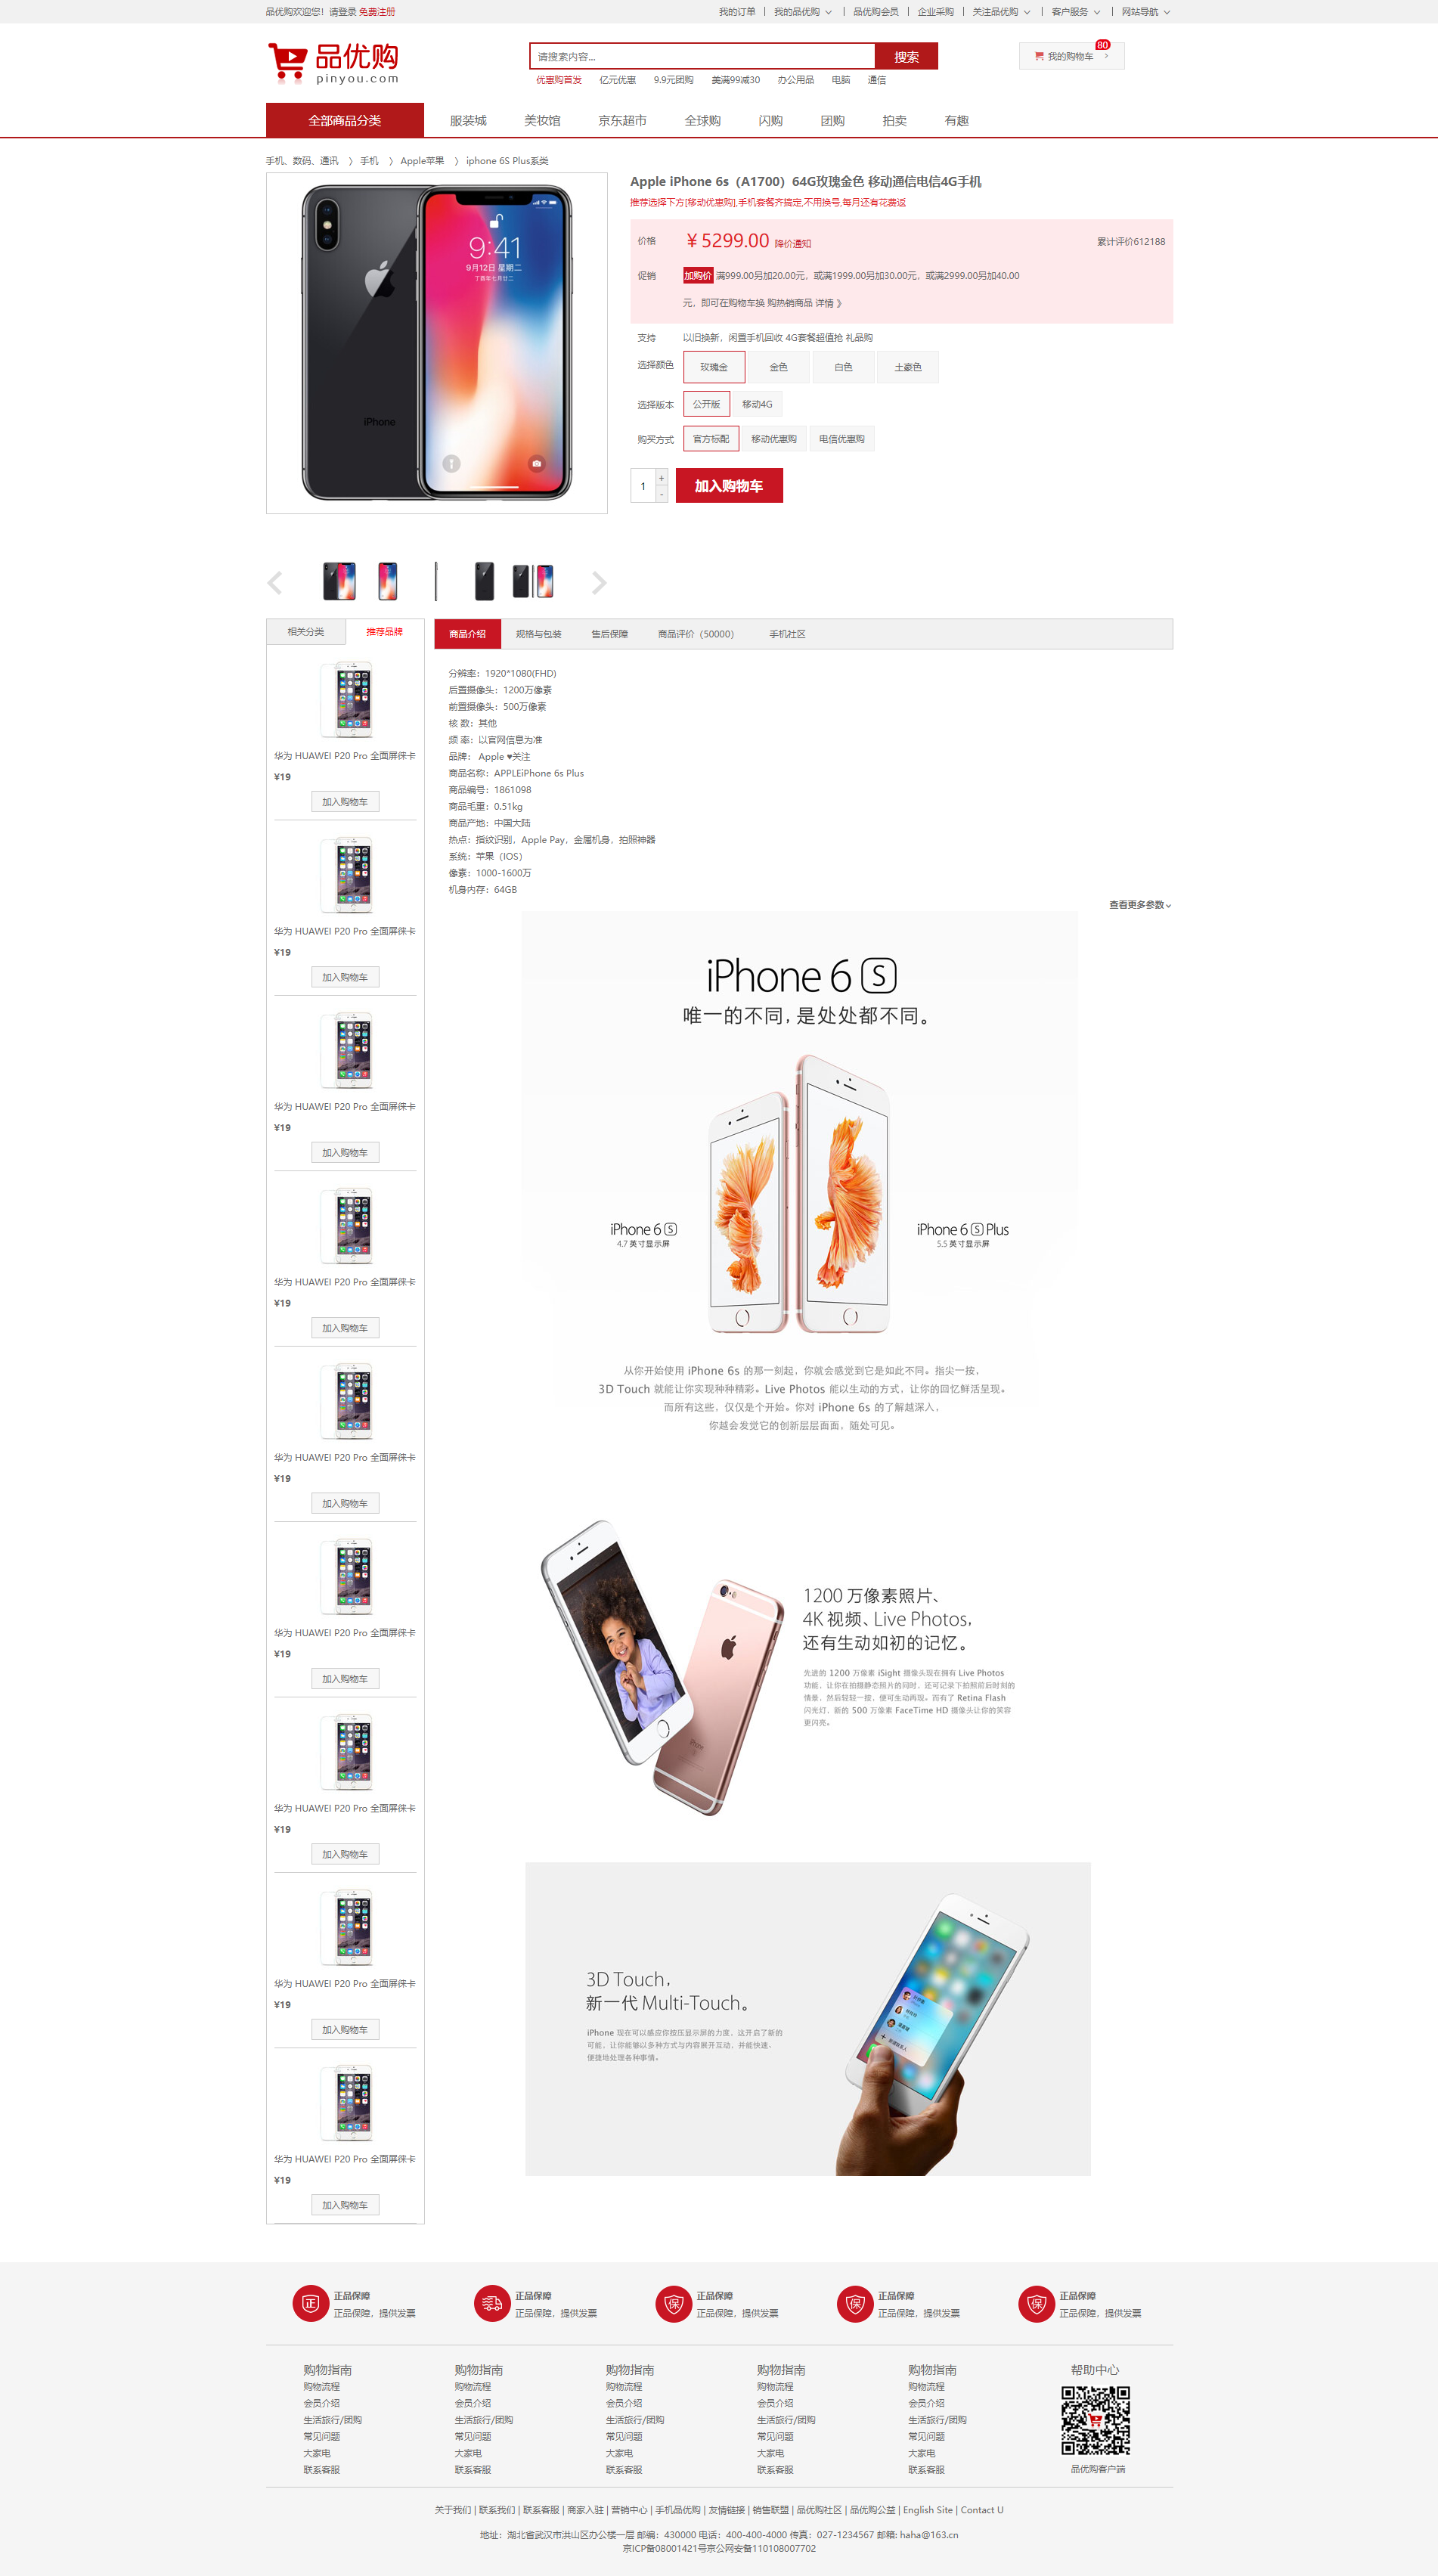 品优购欢迎您！请登录 免费注册
我的订单 | 我的品优购 | 品优购会员 | 企业采购 | 关注品优购 | 客户服务 | 网站导航
品优购
pinyou.com
请搜素内容...
搜索
80
我的购物车
优惠购首发 亿元优惠 9.9元团购 美满99减30 办公用品 电脑 通信
全部商品分类 服装城 美妆馆 京东超市 全球购 闪购 团购 拍卖 有趣
手机、数码、通讯 》 手机 》 Apple苹果 》 iphone 6S Plus系类
Apple iPhone 6s（A1700）64G玫瑰金色 移动通信电信4G手机
推荐选择下方[移动优惠购],手机套餐齐搞定,不用换号,每月还有花费返
价格 ￥5299.00 降价通知 累计评价612188
促销 加购价 满999.00另加20.00元，或满1999.00另加30.00元，或满2999.00另加40.00
元，即可在购物车换 购热销商品 详情 》
支持 以旧换新，闲置手机回收 4G套餐超值抢 礼品购
选择颜色 玫瑰金 金色 白色 土豪色
选择版本 公开版 移动4G
购买方式 官方标配 移动优惠购 电信优惠购
1 + - 加入购物车
9:41
9月12日 星期二
丁酉年七月廿二
iPhone
相关分类 推荐品牌
华为 HUAWEI P20 Pro 全面屏徕卡
¥19
加入购物车
华为 HUAWEI P20 Pro 全面屏徕卡
¥19
加入购物车
华为 HUAWEI P20 Pro 全面屏徕卡
¥19
加入购物车
华为 HUAWEI P20 Pro 全面屏徕卡
¥19
加入购物车
华为 HUAWEI P20 Pro 全面屏徕卡
¥19
加入购物车
华为 HUAWEI P20 Pro 全面屏徕卡
¥19
加入购物车
华为 HUAWEI P20 Pro 全面屏徕卡
¥19
加入购物车
华为 HUAWEI P20 Pro 全面屏徕卡
¥19
加入购物车
华为 HUAWEI P20 Pro 全面屏徕卡
¥19
加入购物车
商品介绍 规格与包装 售后保障 商品评价（50000） 手机社区
分辨率：1920*1080(FHD)
后置摄像头：1200万像素
前置摄像头：500万像素
核 数：其他
频 率：以官网信息为准
品牌： Apple ♥关注
商品名称：APPLEiPhone 6s Plus
商品编号：1861098
商品毛重：0.51kg
商品产地：中国大陆
热点：指纹识别，Apple Pay，金属机身，拍照神器
系统：苹果（IOS）
像素：1000-1600万
机身内存：64GB
查看更多参数
iPhone 6 S
唯一的不同，是处处都不同。
iPhone 6 S
4.7 英寸显示屏
iPhone 6 S Plus
5.5 英寸显示屏
从你开始使用 iPhone 6s 的那一刻起，你就会感觉到它是如此不同。指尖一按，
3D Touch 就能让你实现种种精彩。Live Photos 能以生动的方式，让你的回忆鲜活呈现。
而所有这些，仅仅是个开始。你对 iPhone 6s 的了解越深入，
你越会发觉它的创新层层面面，随处可见。
1200 万像素照片、
4K 视频、Live Photos，
还有生动如初的记忆。
先进的 1200 万像素 iSight 摄像头现在拥有 Live Photos
功能，让你在拍摄静态照片的同时，还可记录下拍照前后时刻的
情景，然后轻轻一按，便可生动再现。而有了 Retina Flash
闪光灯，新的 500 万像素 FaceTime HD 摄像头让你的笑容
更闪亮。
iPhone
3D Touch，
新一代 Multi-Touch。
iPhone 现在可以感应你按压显示屏的力度，这开启了新的
可能，让你能够以多种方式与内容展开互动，并能快速、
便捷地处理各种事情。
正 正品保障 正品保障 保 正品保障 保 正品保障 保 正品保障
正品保障，提供发票 正品保障，提供发票 正品保障，提供发票 正品保障，提供发票 正品保障，提供发票
购物指南 购物指南 购物指南 购物指南 购物指南 帮助中心
购物流程 购物流程 购物流程 购物流程 购物流程
会员介绍 会员介绍 会员介绍 会员介绍 会员介绍
生活旅行/团购 生活旅行/团购 生活旅行/团购 生活旅行/团购 生活旅行/团购
常见问题 常见问题 常见问题 常见问题 常见问题
大家电 大家电 大家电 大家电 大家电
联系客服 联系客服 联系客服 联系客服 联系客服 品优购客户端
关于我们 | 联系我们 | 联系客服 | 商家入驻 | 营销中心 | 手机品优购 | 友情链接 | 销售联盟 | 品优购社区 | 品优购公益 | English Site | Contact U
地址：湖北省武汉市洪山区办公楼一层 邮编：430000 电话：400-400-4000 传真：027-1234567 邮箱: haha@163.cn
京ICP备08001421号京公网安备110108007702